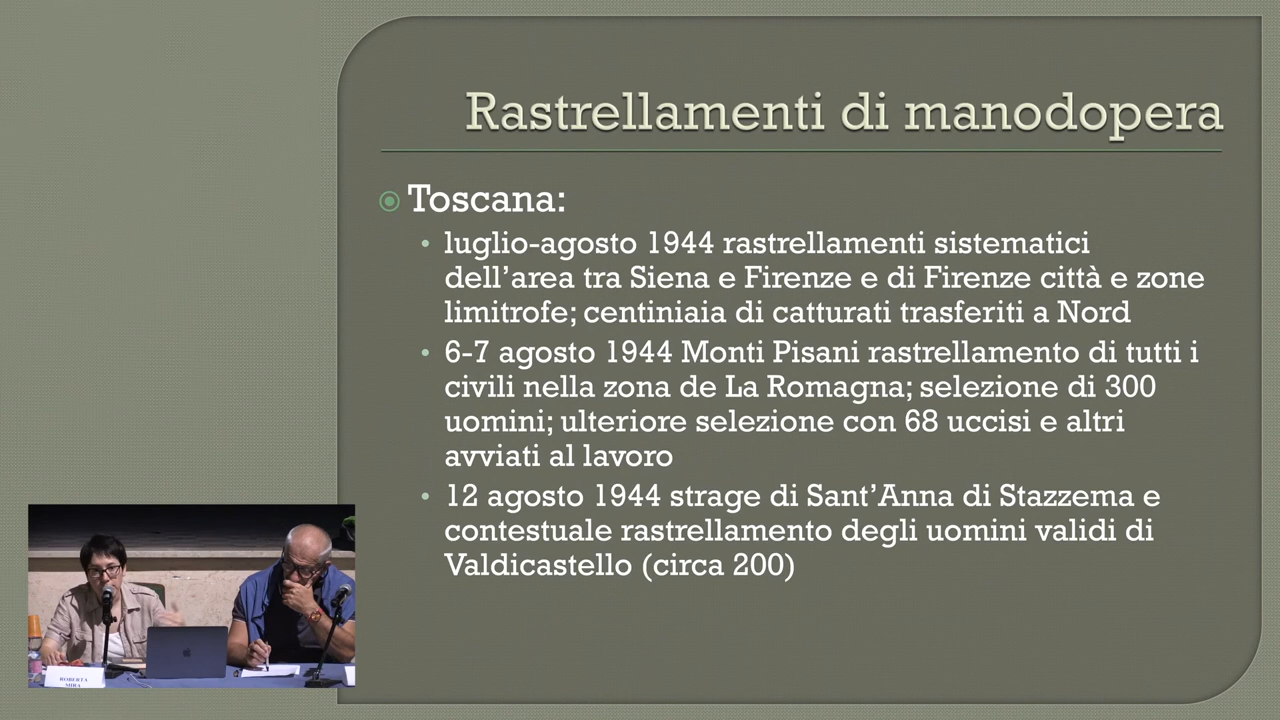 Rastrellamenti di manodopera
Toscana:
luglio-agosto 1944 rastrellamenti sistematici
dell’area tra Siena e Firenze e di Firenze città e zone
limitrofe; centiniaia di catturati trasferiti a Nord
6-7 agosto 1944 Monti Pisani rastrellamento di tutti i
civili nella zona de La Romagna; selezione di 300
uomini; ulteriore selezione con 68 uccisi e altri
avviati al lavoro
12 agosto 1944 strage di Sant’Anna di Stazzema e
contestuale rastrellamento degli uomini validi di
Valdicastello (circa 200)
ROBERTA
MIRA